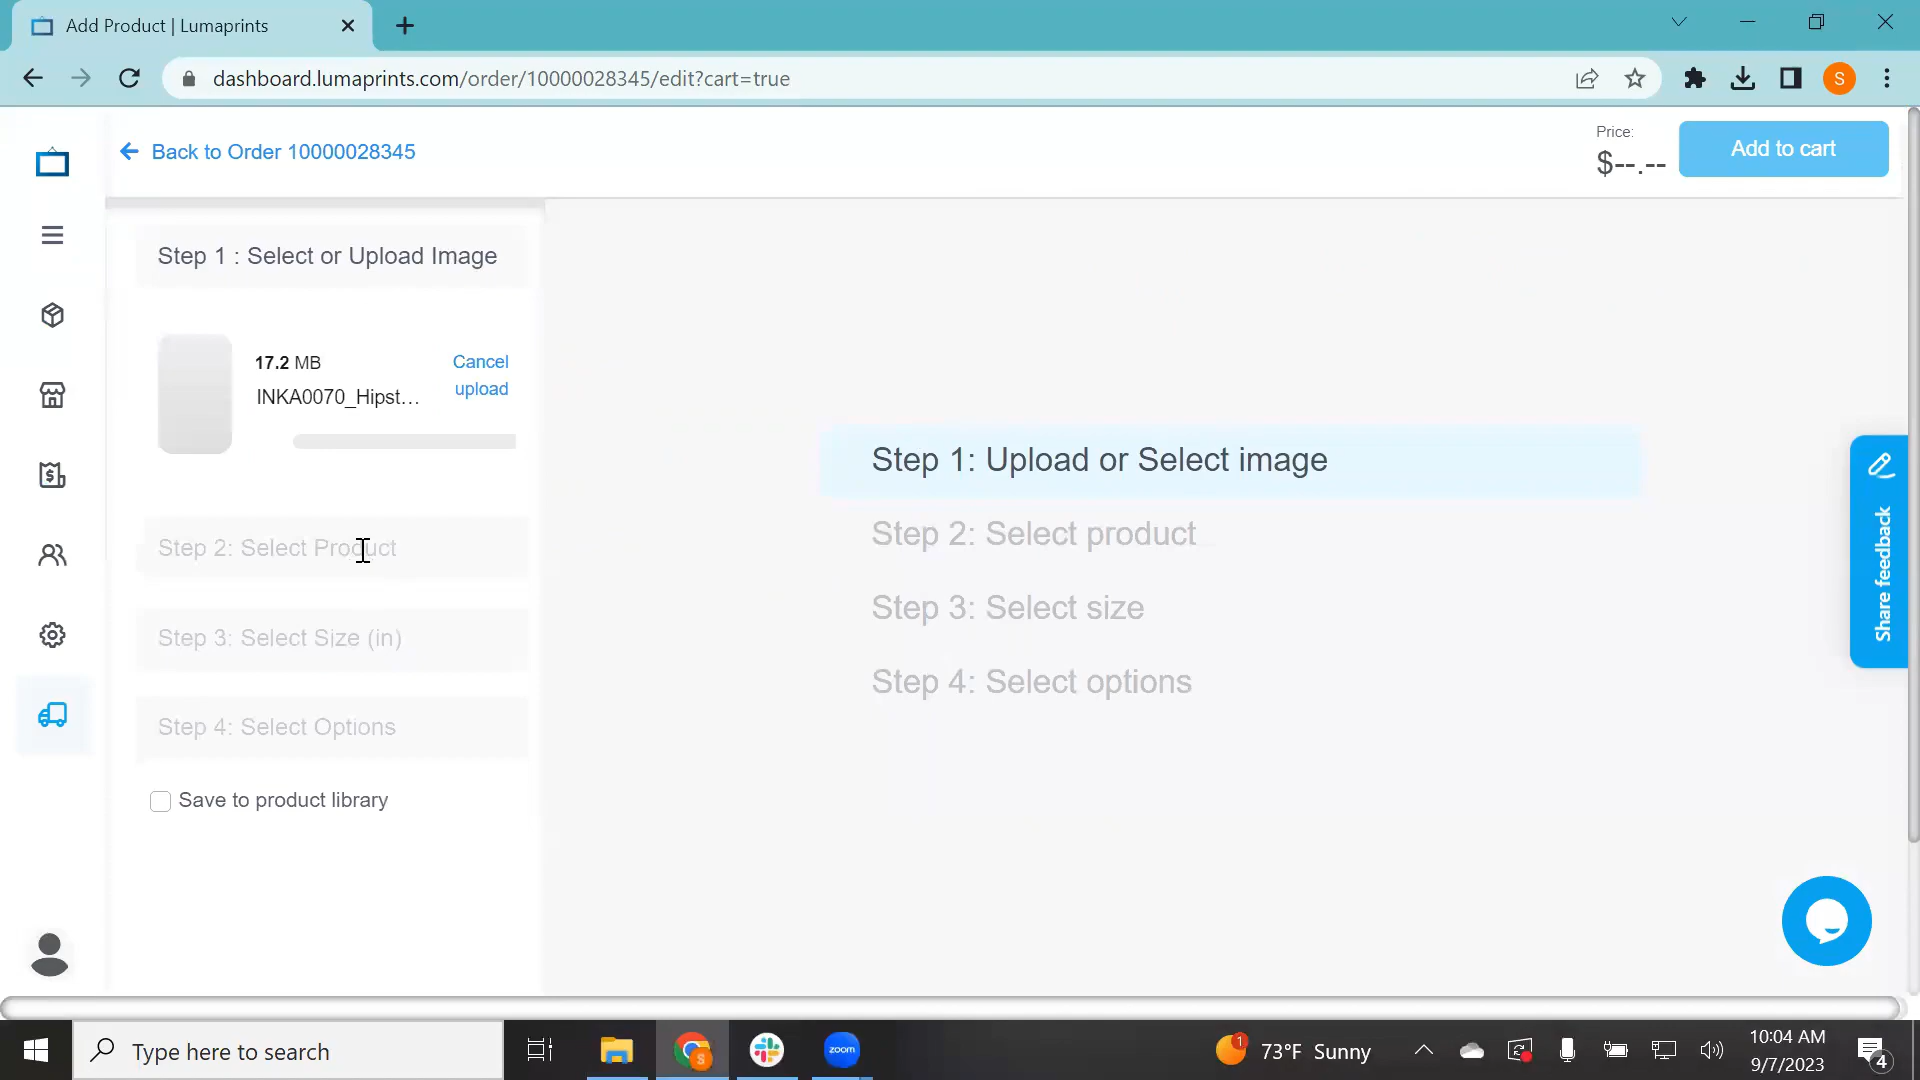 Add Product | Lumaprints
dashboard.lumaprints.com/order/10000028345/edit?cart=true
S
Back to Order 10000028345
Price:
$--.--
Add to cart
Step 1 : Select or Upload Image
17.2 MB
INKA0070_Hipst...
Cancel
upload
Step 2: Select Product
Step 3: Select Size (in)
Step 4: Select Options
Save to product library
Step 1: Upload or Select image
Step 2: Select product
Step 3: Select size
Step 4: Select options
Share feedback
Type here to search
S
zoom
1
73°F Sunny
10:04 AM
9/7/2023
4